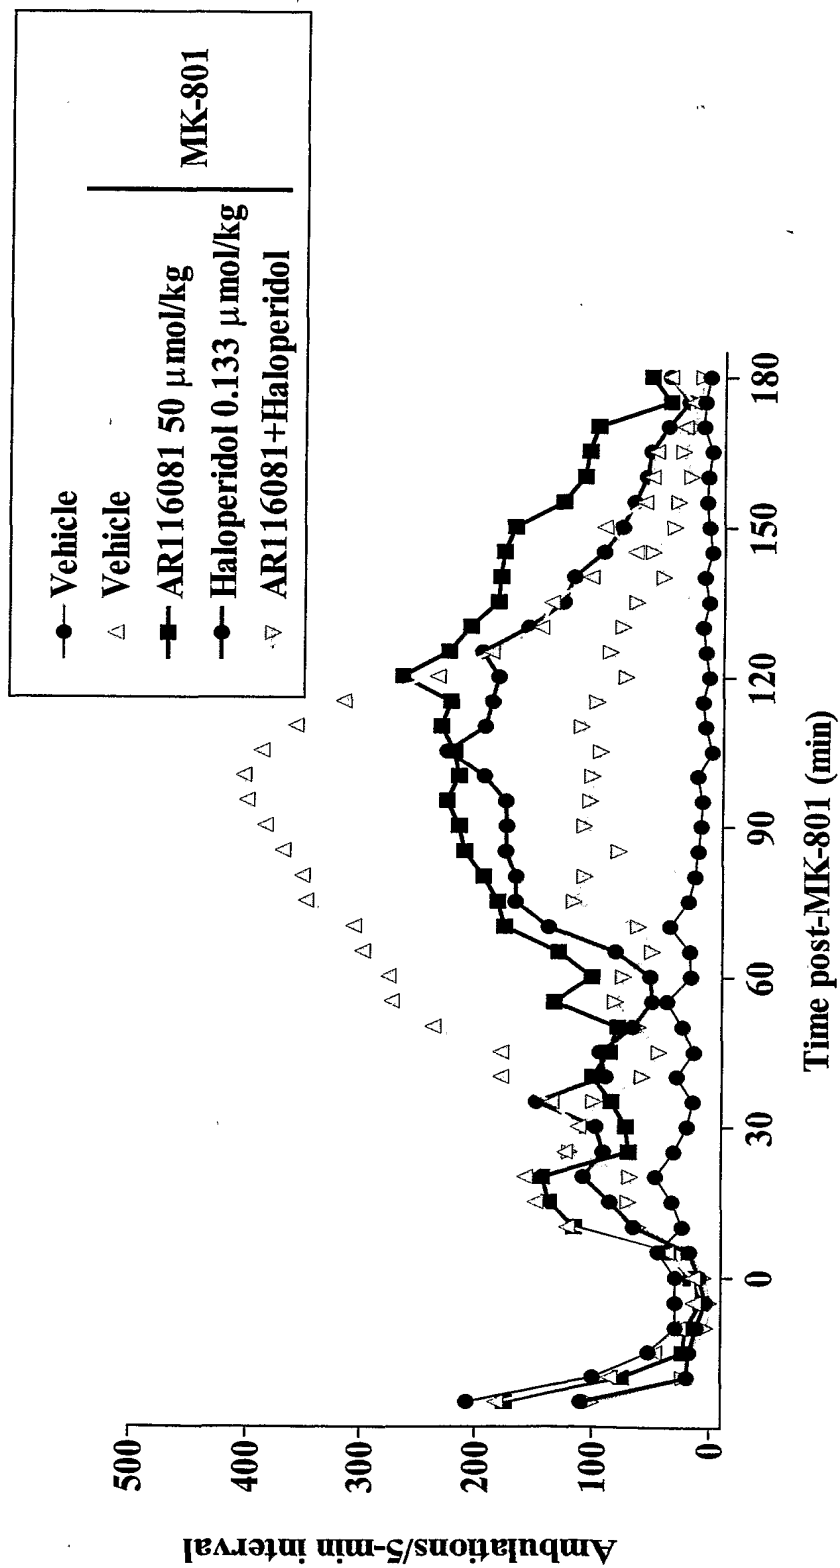 Vehicle
Vehicle
AR116081 50 μmol/kg
Haloperidol 0.133 μmol/kg
AR116081+Haloperidol
MK-801
500
400
300
200
100
0
Ambulations/5-min interval
0
30
60
90
120
150
180
Time post-MK-801 (min)